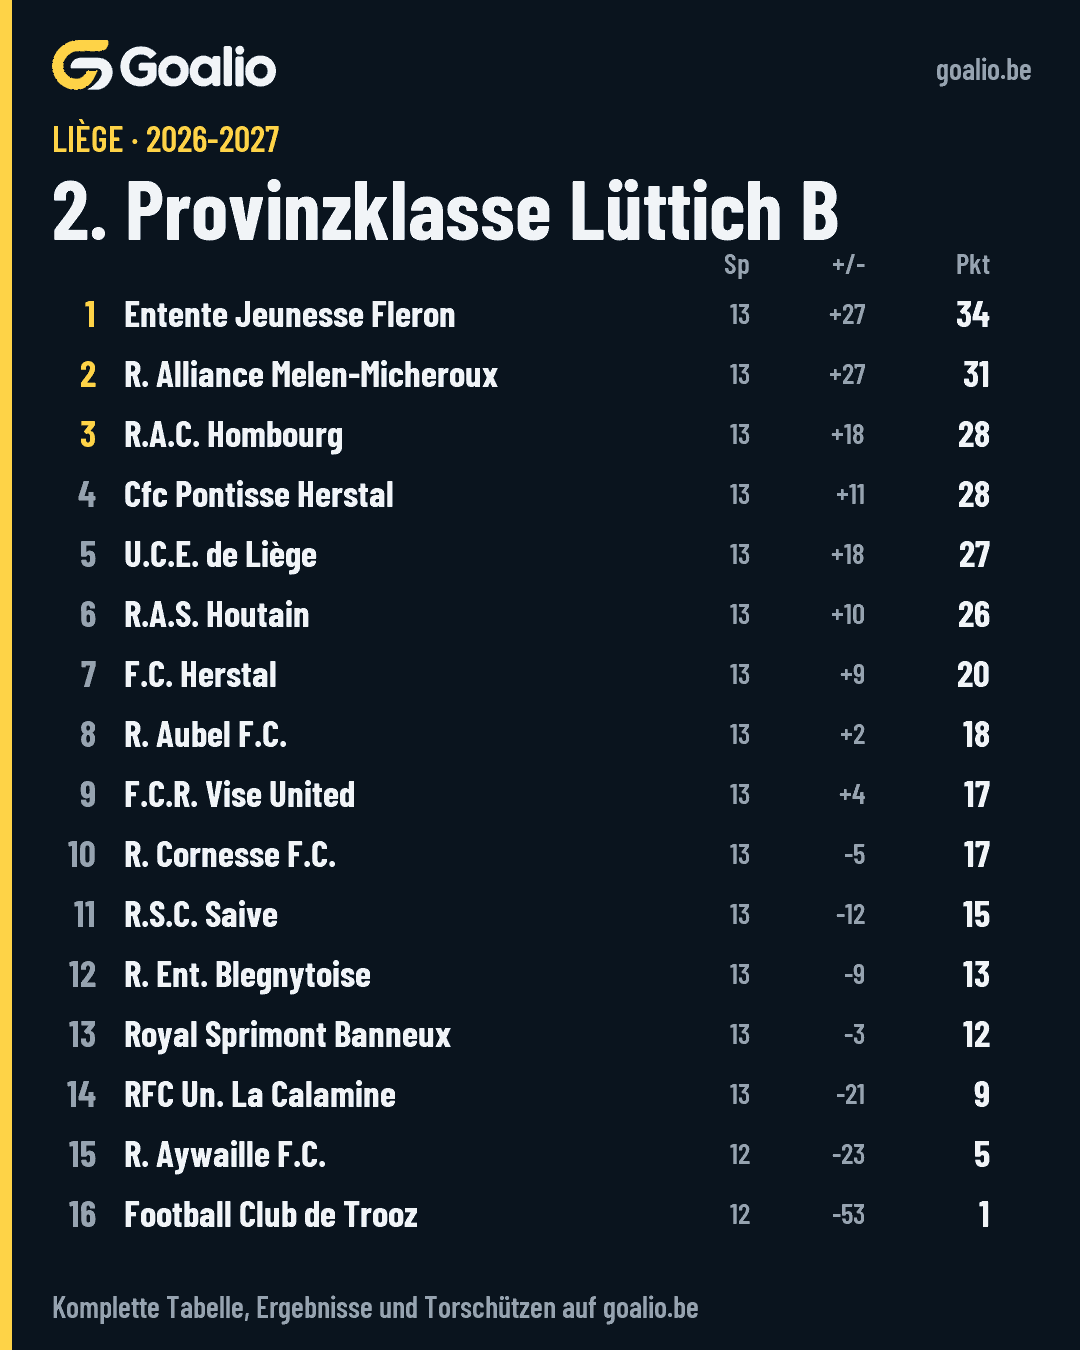 Goalio
goalio.be
LIÈGE · 2026-2027
2. Provinzklasse Lüttich B
Sp +/- Pkt
1 Entente Jeunesse Fleron 13 +27 34
2 R. Alliance Melen-Micheroux 13 +27 31
3 R.A.C. Hombourg 13 +18 28
4 Cfc Pontisse Herstal 13 +11 28
5 U.C.E. de Liège 13 +18 27
6 R.A.S. Houtain 13 +10 26
7 F.C. Herstal 13 +9 20
8 R. Aubel F.C. 13 +2 18
9 F.C.R. Vise United 13 +4 17
10 R. Cornesse F.C. 13 -5 17
11 R.S.C. Saive 13 -12 15
12 R. Ent. Blegnytoise 13 -9 13
13 Royal Sprimont Banneux 13 -3 12
14 RFC Un. La Calamine 13 -21 9
15 R. Aywaille F.C. 12 -23 5
16 Football Club de Trooz 12 -53 1
Komplette Tabelle, Ergebnisse und Torschützen auf goalio.be